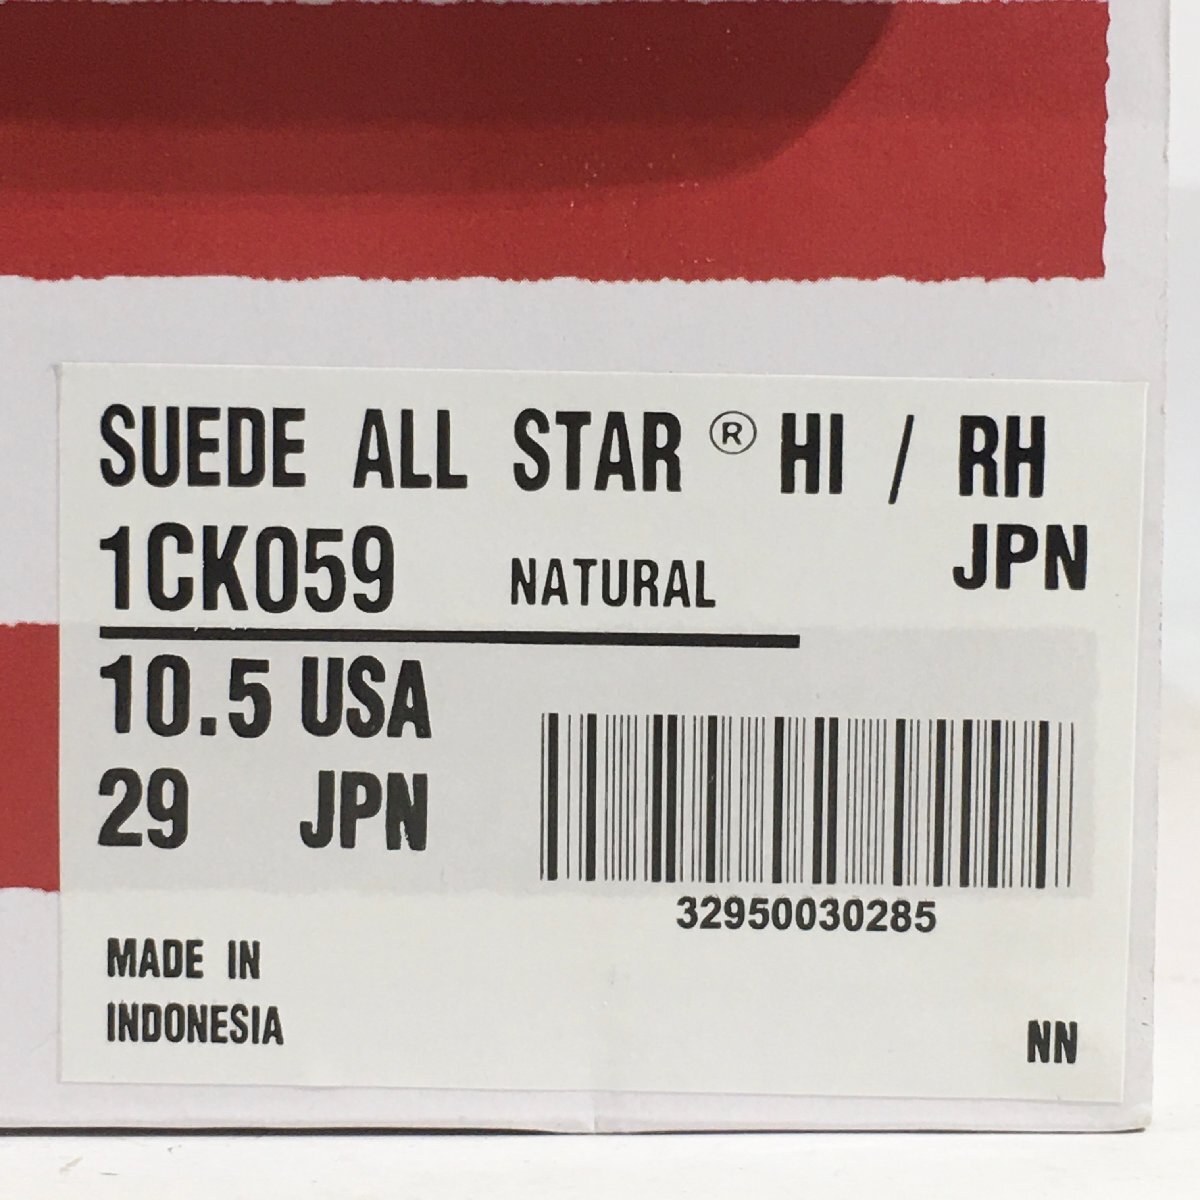 SUEDE ALL STAR ® HI / RH
1CK059 NATURAL JPN
10.5 USA
29 JPN
32950030285
MADE IN
INDONESIA
NN